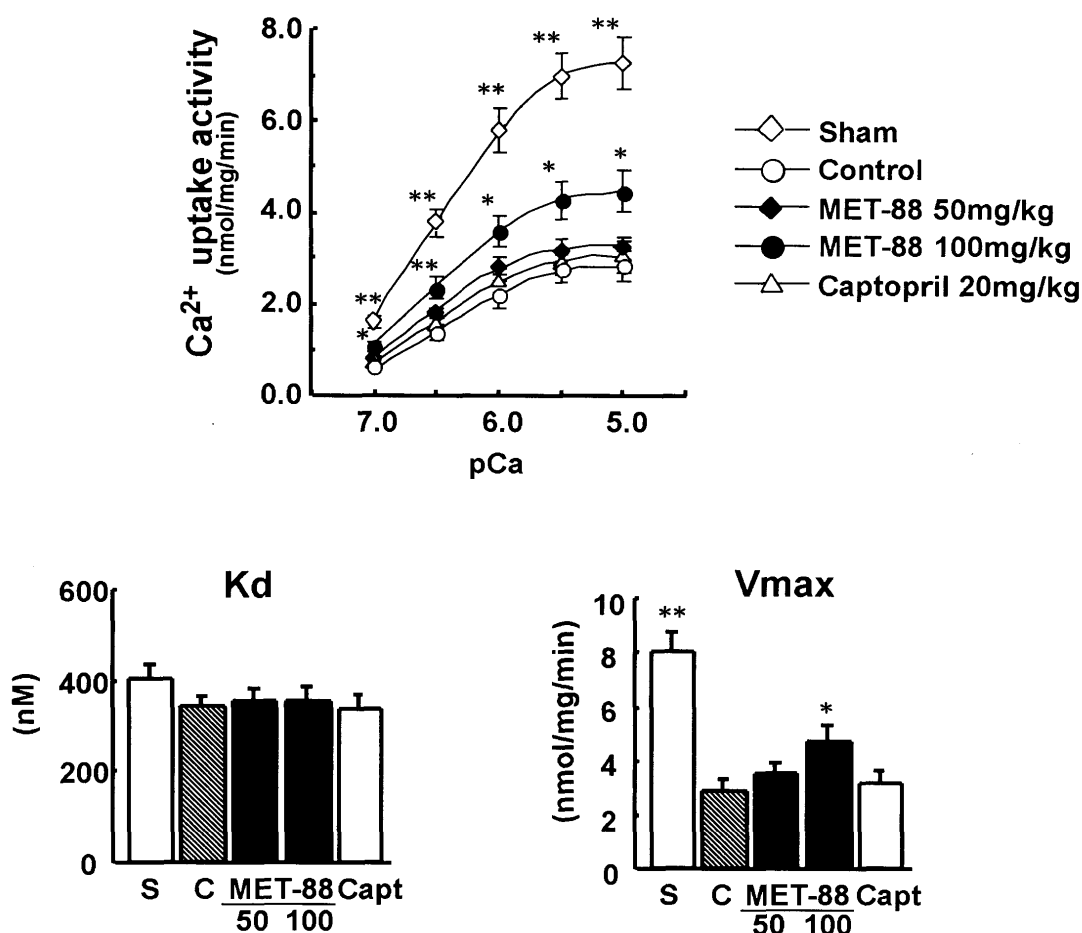 8.0
6.0
4.0
2.0
0.0
Ca2+ uptake activity
(nmol/mg/min)
**
**
**
**
**
**
*
*
*
*
7.0 6.0 5.0
pCa
Sham
Control
MET-88 50mg/kg
MET-88 100mg/kg
Captopril 20mg/kg
Kd
600
400
200
0
(nM)
S C MET-88 Capt
50 100
Vmax
10
8
6
4
2
0
(nmol/mg/min)
**
*
S C MET-88 Capt
50 100